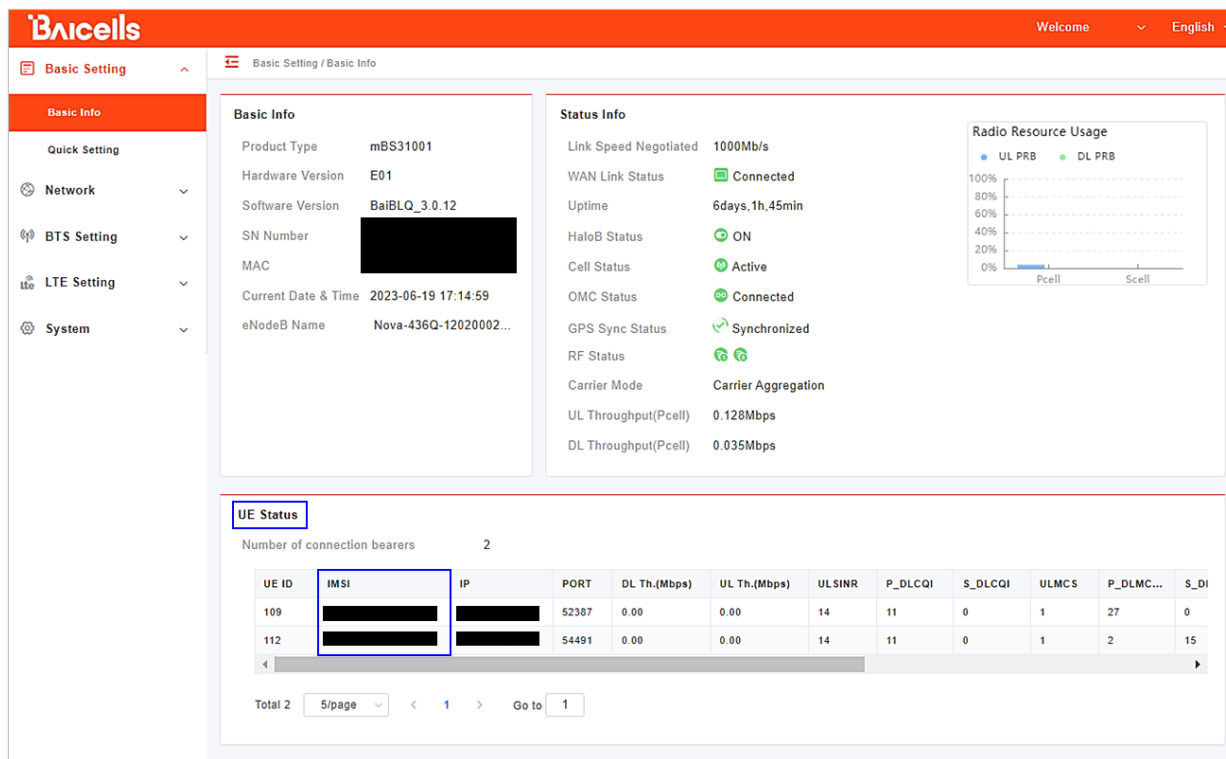 BAICELLS
Welcome English
Basic Setting
Basic Info
Quick Setting
Network
BTS Setting
LTE Setting
System
Basic Setting / Basic Info
Basic Info
Product Type mBS31001
Hardware Version E01
Software Version BaiBLQ_3.0.12
SN Number
MAC
Current Date & Time 2023-06-19 17:14:59
eNodeB Name Nova-436Q-12020002...
Status Info
Link Speed Negotiated 1000Mb/s
WAN Link Status Connected
Uptime 6days,1h,45min
HaloB Status ON
Cell Status Active
OMC Status Connected
GPS Sync Status Synchronized
RF Status
Carrier Mode Carrier Aggregation
UL Throughput(Pcell) 0.128Mbps
DL Throughput(Pcell) 0.035Mbps
Radio Resource Usage
UL PRB DL PRB
100%
80%
60%
40%
20%
0%
Pcell Scell
UE Status
Number of connection bearers 2
UE ID IMSI IP PORT DL Th.(Mbps) UL Th.(Mbps) ULSINR P_DLCQI S_DLCQI ULMCS P_DLMC... S_DI
109 52387 0.00 0.00 14 11 0 1 27 0
112 54491 0.00 0.00 14 11 0 1 2 15
Total 2 5/page < 1 > Go to 1